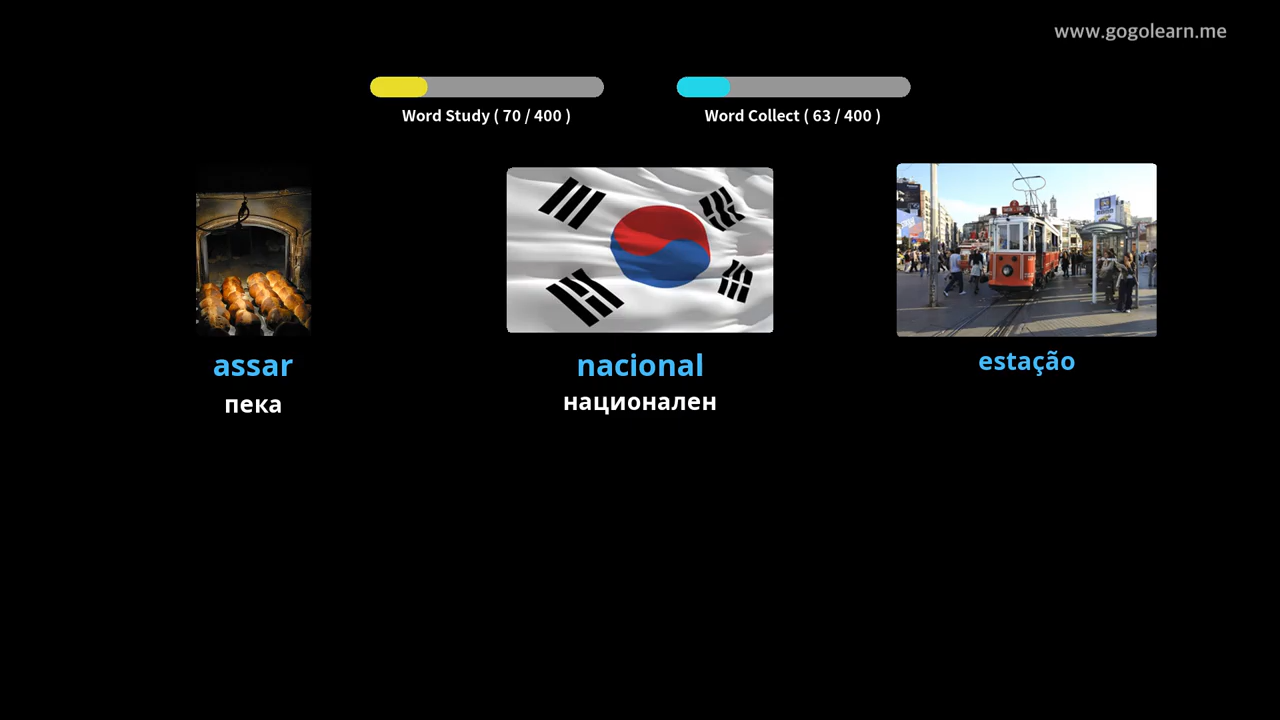 www.gogolearn.me
Word Study ( 70 / 400 )
Word Collect ( 63 / 400 )
assar
nacional
estação
пека
национален